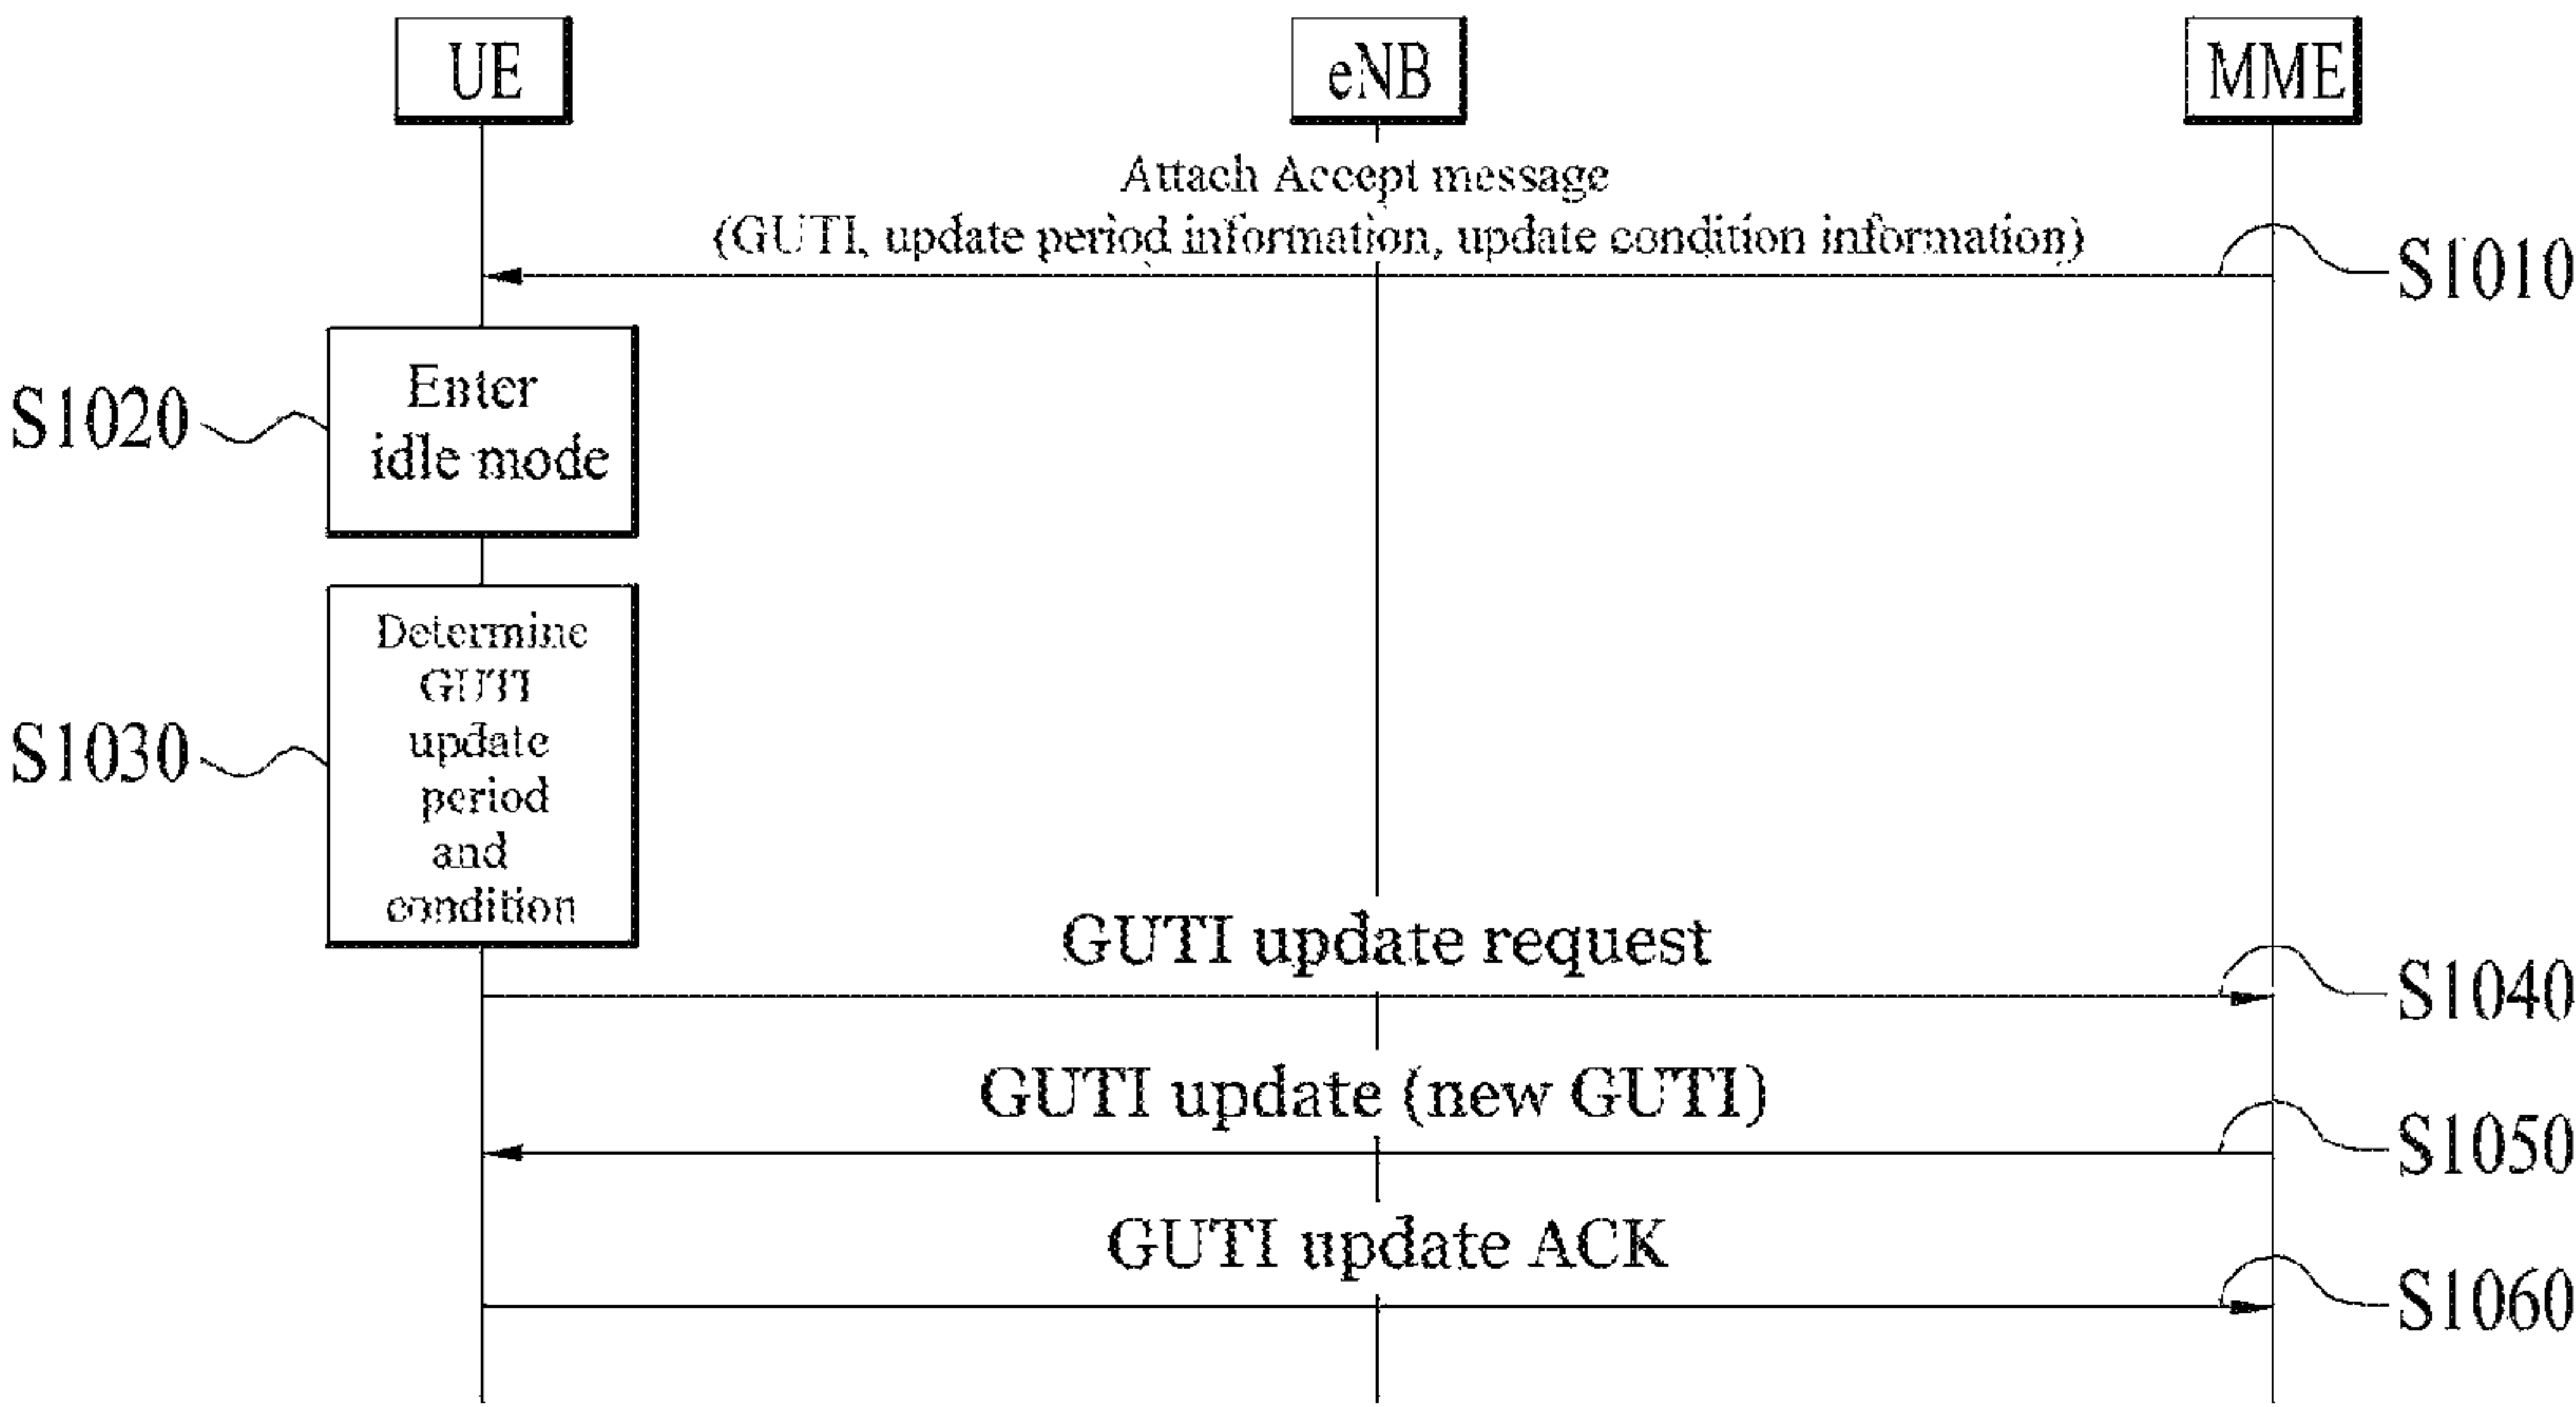 UE
eNB
MME
Attach Accept message
(GUTI, update period information, update condition information)
S1010
Enter
idle mode
S1020
Determine
GUTI
update
period
and
condition
S1030
GUTI update request
S1040
GUTI update (new GUTI)
S1050
GUTI update ACK
S1060